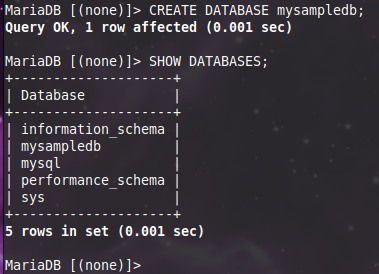 MariaDB [(none)]> CREATE DATABASE mysampledb;
Query OK, 1 row affected (0.001 sec)

MariaDB [(none)]> SHOW DATABASES;
+--------------------+
| Database           |
+--------------------+
| information_schema |
| mysampledb         |
| mysql              |
| performance_schema |
| sys                |
+--------------------+
5 rows in set (0.001 sec)

MariaDB [(none)]>